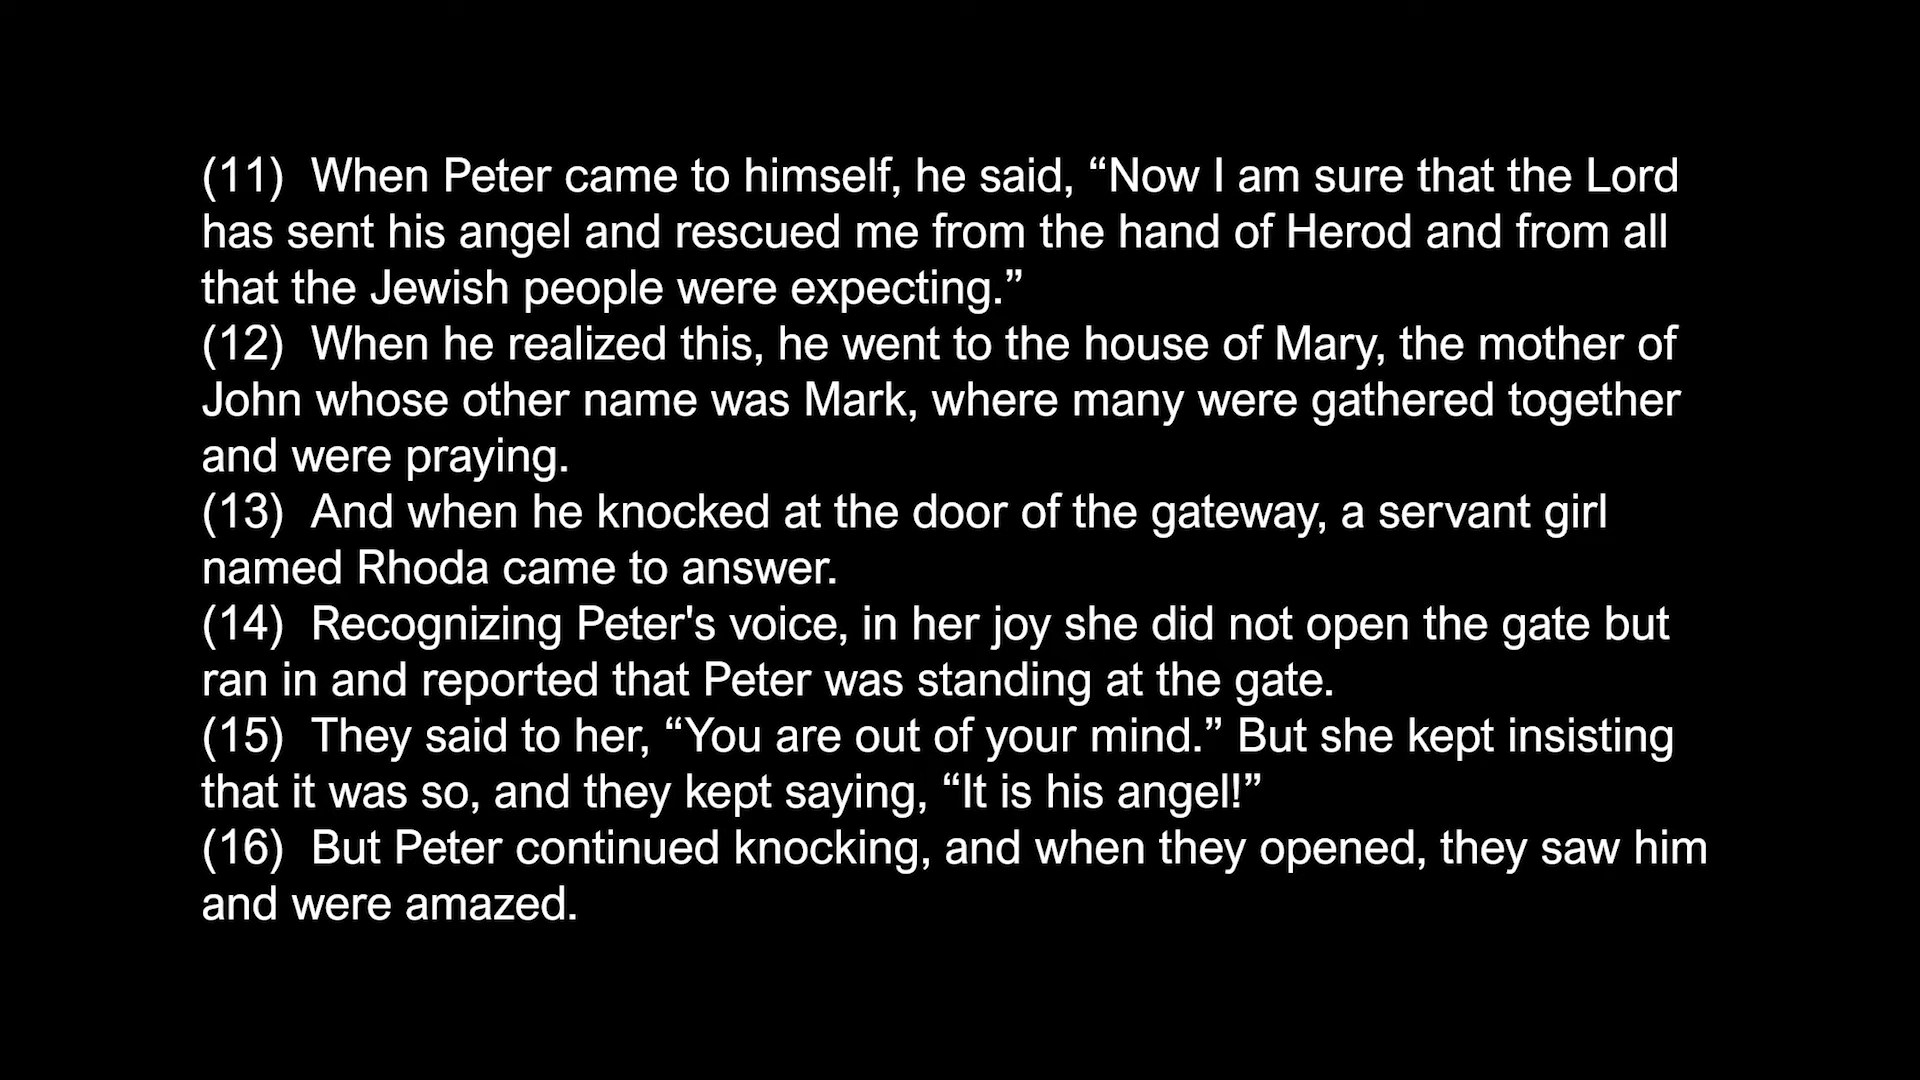 (11)  When Peter came to himself, he said, “Now I am sure that the Lord
has sent his angel and rescued me from the hand of Herod and from all
that the Jewish people were expecting.”
(12)  When he realized this, he went to the house of Mary, the mother of
John whose other name was Mark, where many were gathered together
and were praying.
(13)  And when he knocked at the door of the gateway, a servant girl
named Rhoda came to answer.
(14)  Recognizing Peter's voice, in her joy she did not open the gate but
ran in and reported that Peter was standing at the gate.
(15)  They said to her, “You are out of your mind.” But she kept insisting
that it was so, and they kept saying, “It is his angel!”
(16)  But Peter continued knocking, and when they opened, they saw him
and were amazed.